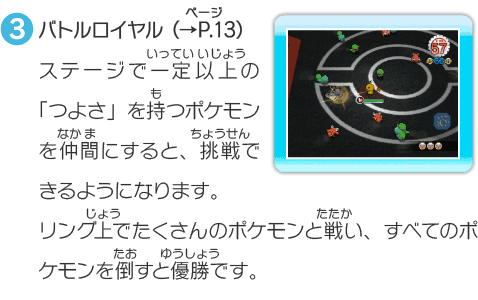 3 バトルロイヤル（→P.13）
ステージで一定以上の
「つよさ」を持つポケモン
を仲間にすると、挑戦で
きるようになります。
リング上でたくさんのポケモンと戦い、すべてのポ
ケモンを倒すと優勝です。
57